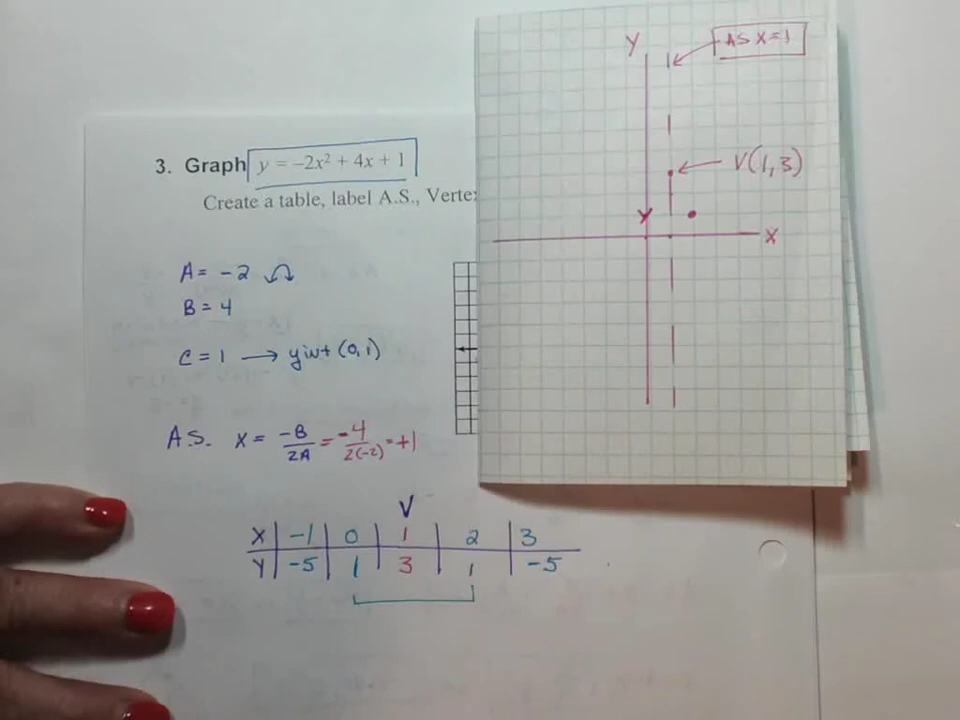 3. Graph y = -2x² + 4x + 1
Create a table, label A.S., Vertex
A = -2
B = 4
C = 1 → yint (0, 1)
A.S. X = -B/2A = -4/2(-2) = +1
V
X | -1 | 0 | 1 | 2 | 3
Y | -5 | 1 | 3 | 1 | -5
Y
AS X=1
V(1,3)
Y
X